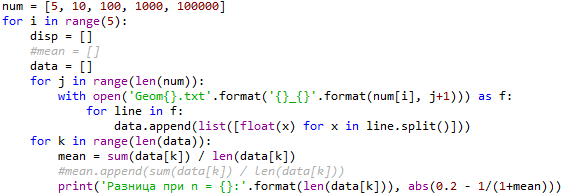 num = [5, 10, 100, 1000, 100000]
for i in range(5):
    disp = []
    #mean = []
    data = []
    for j in range(len(num)):
        with open('Geom{}.txt'.format('{}_{}'.format(num[i], j+1))) as f:
            for line in f:
                data.append(list([float(x) for x in line.split()]))
    for k in range(len(data)):
        mean = sum(data[k]) / len(data[k])
        #mean.append(sum(data[k]) / len(data[k]))
        print('Разница при n = {}:'.format(len(data[k])), abs(0.2 - 1/(1+mean)))